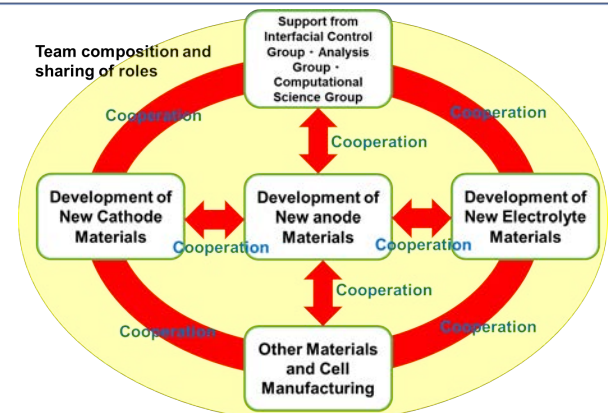 Support from
Interfacial Control
Group・Analysis
Group・
Computational
Science Group
Team composition and
sharing of roles
Cooperation
Cooperation
Cooperation
Development of
New Cathode
Materials
Development of
New anode
Materials
Development of
New Electrolyte
Materials
Cooperation
Cooperation
Cooperation
Cooperation
Cooperation
Other Materials
and Cell
Manufacturing